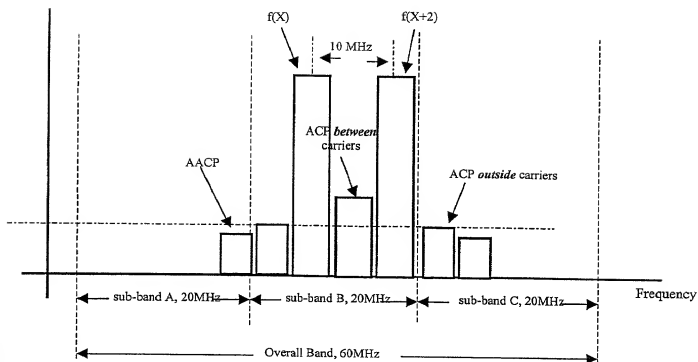 f(X)
f(X+2)
10 MHz
ACP between
carriers
AACP
ACP outside carriers
sub-band A, 20MHz
sub-band B, 20MHz
sub-band C, 20MHz
Frequency
Overall Band, 60MHz